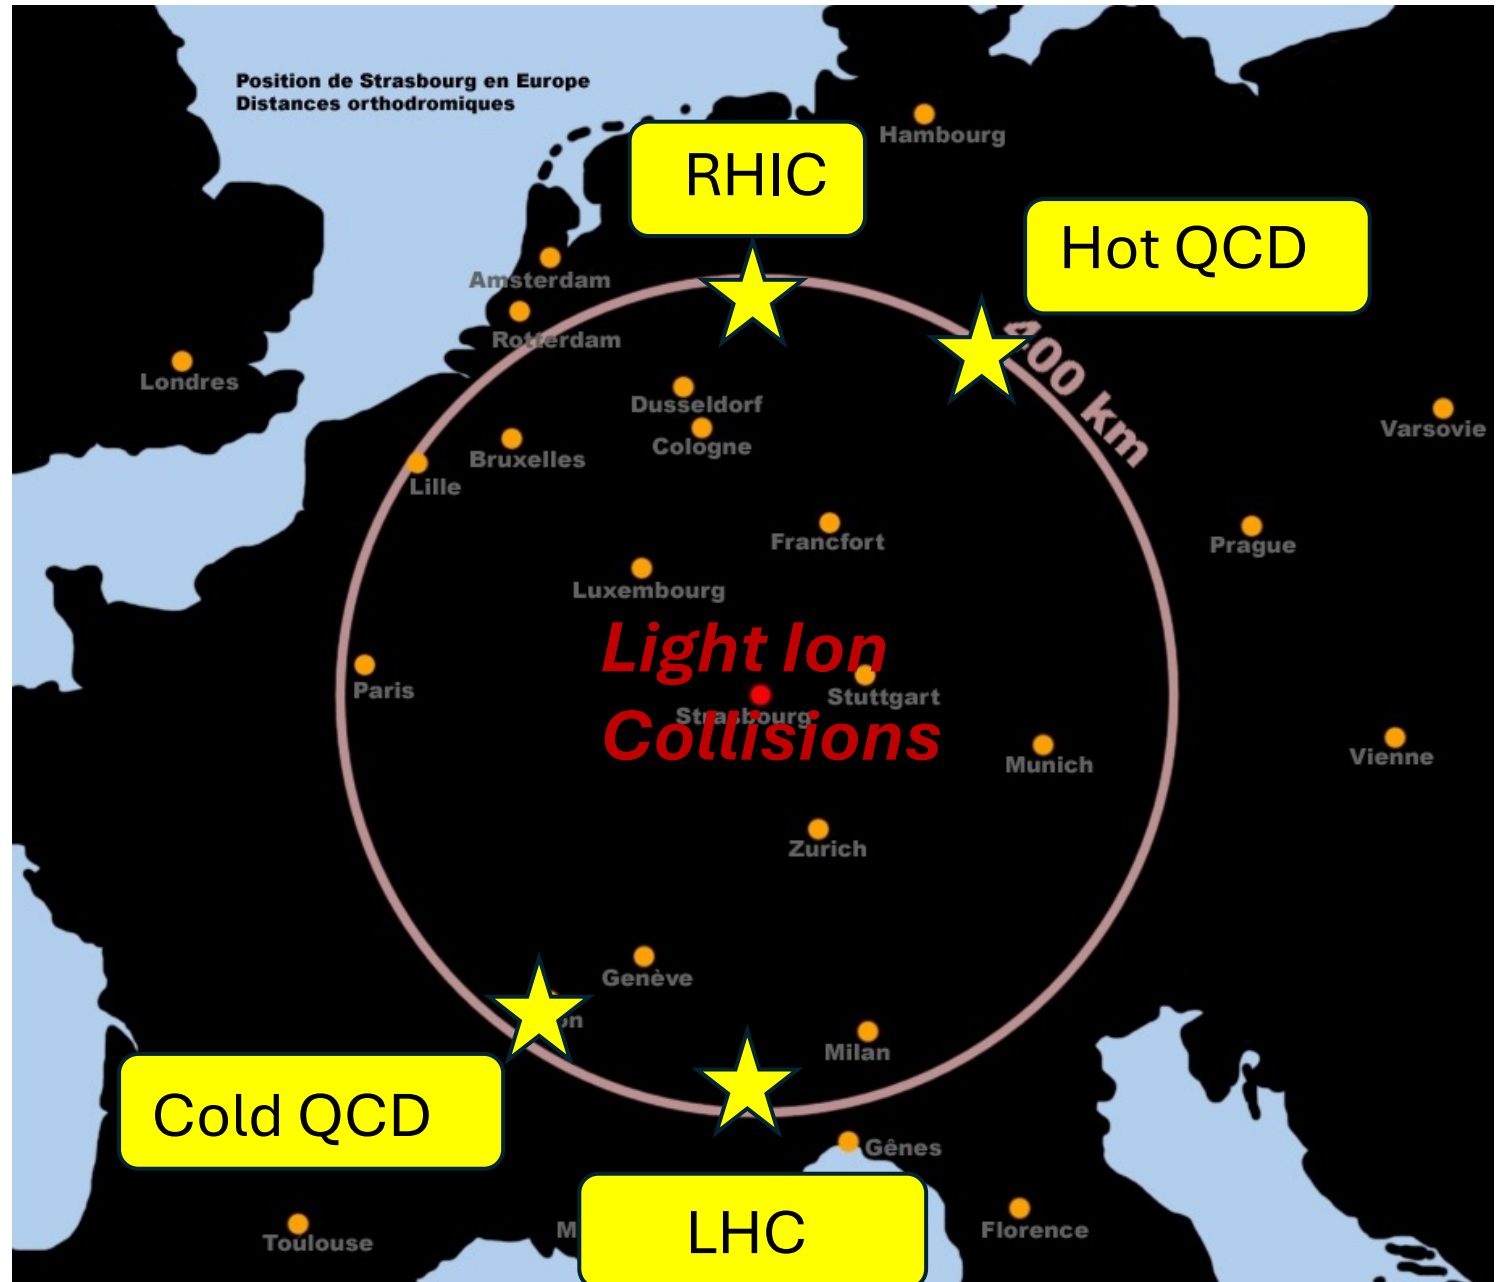 Position de Strasbourg en Europe
Distances orthodromiques
Hambourg
RHIC
Hot QCD
Amsterdam
Rotterdam
400 km
Londres
Dusseldorf
Varsovie
Cologne
Bruxelles
Lille
Francfort
Prague
Luxembourg
Light Ion
Paris
Stuttgart
Strasbourg
Collisions
Munich
Vienne
Zurich
Genève
Milan
Cold QCD
Gênes
LHC
Toulouse
Florence